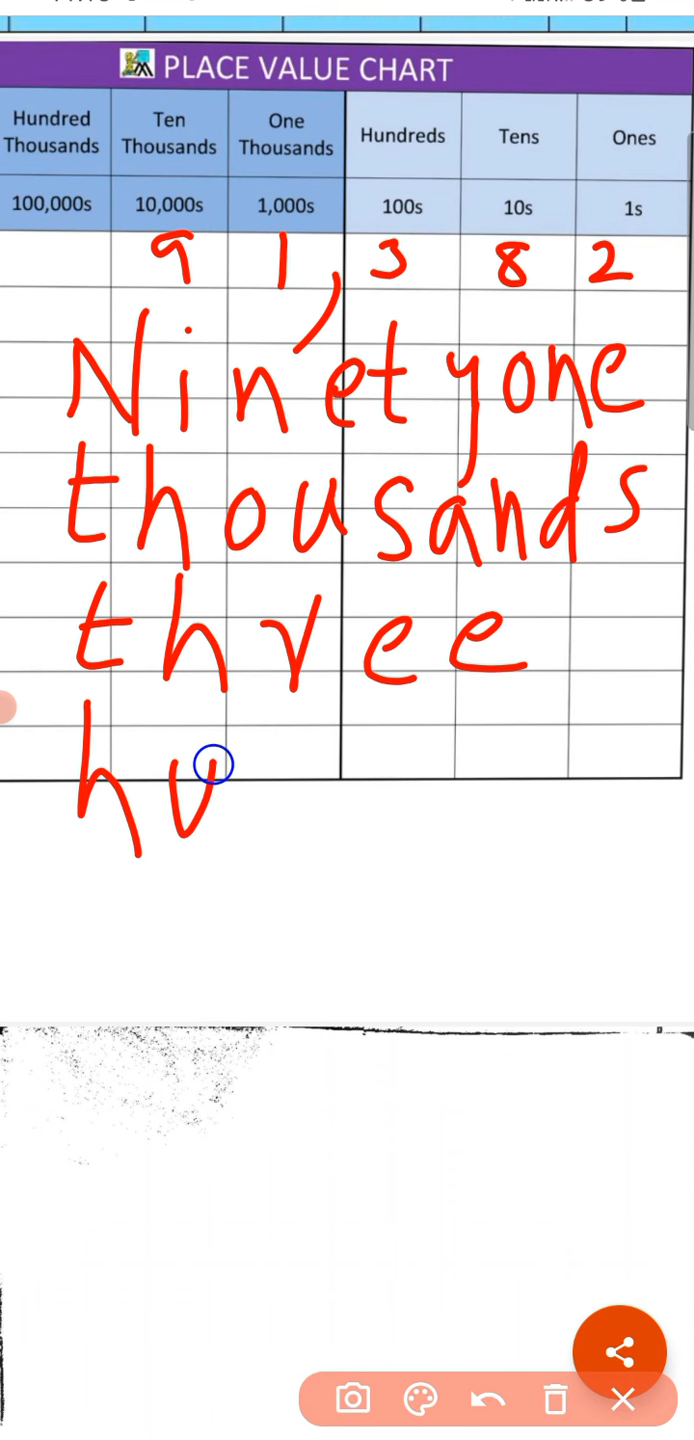 PLACE VALUE CHART
Hundred Thousands Ten Thousands One Thousands Hundreds Tens Ones
100,000s 10,000s 1,000s 100s 10s 1s
9 1, 3 8 2
Ninetyone
thousands
three
hu